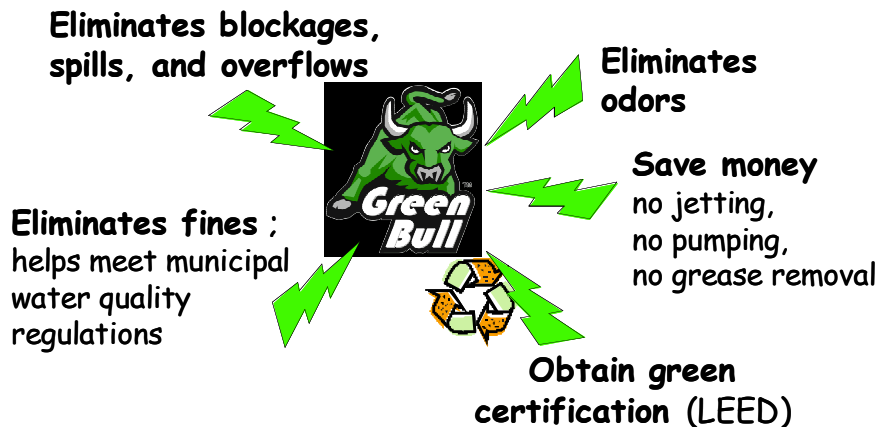 Eliminates blockages,
spills, and overflows
Eliminates
odors
Save money
no jetting,
no pumping,
no grease removal
Green
Bull
™
Eliminates fines ;
helps meet municipal
water quality
regulations
Obtain green
certification (LEED)